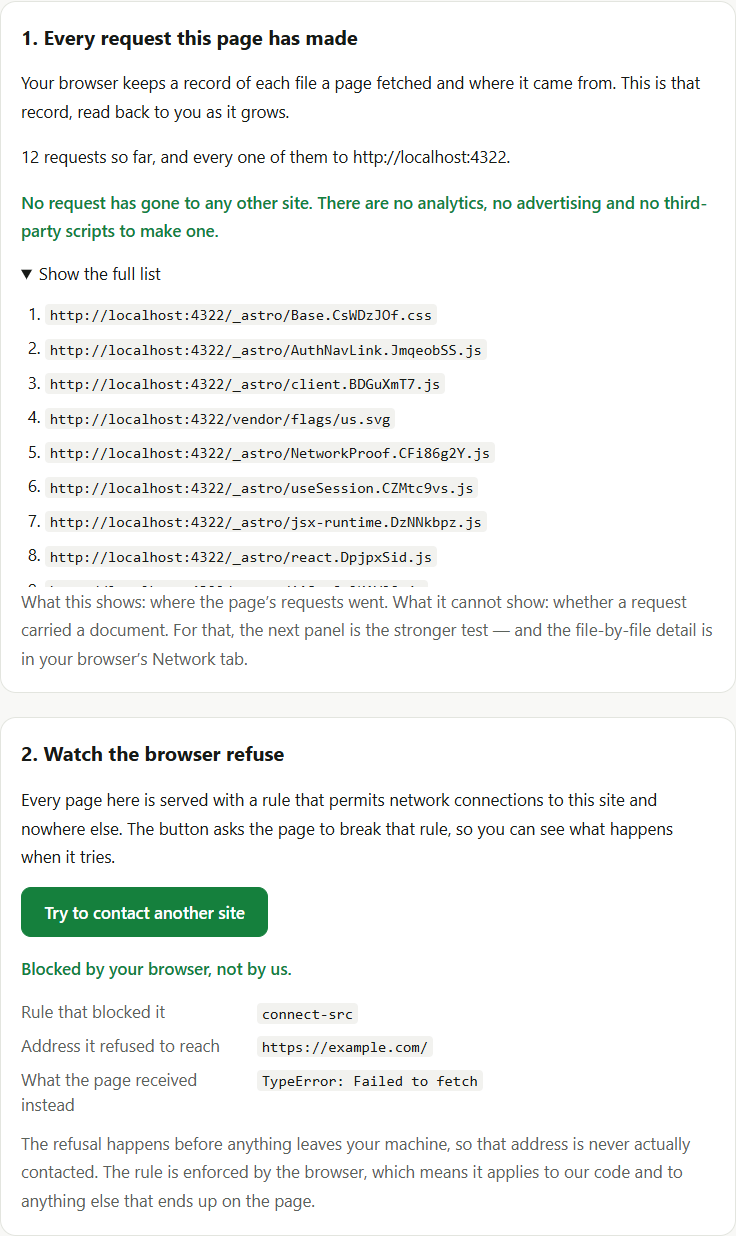 1. Every request this page has made
Your browser keeps a record of each file a page fetched and where it came from. This is that
record, read back to you as it grows.
12 requests so far, and every one of them to http://localhost:4322.
No request has gone to any other site. There are no analytics, no advertising and no third-
party scripts to make one.
▼ Show the full list
1. http://localhost:4322/_astro/Base.CsWDzJOf.css
2. http://localhost:4322/_astro/AuthNavLink.JmqeobSS.js
3. http://localhost:4322/_astro/client.BDGuXmT7.js
4. http://localhost:4322/vendor/flags/us.svg
5. http://localhost:4322/_astro/NetworkProof.CFi86g2Y.js
6. http://localhost:4322/_astro/useSession.CZMtc9vs.js
7. http://localhost:4322/_astro/jsx-runtime.DzNNkbpz.js
8. http://localhost:4322/_astro/react.DpjpxSid.js
What this shows: where the page’s requests went. What it cannot show: whether a request
carried a document. For that, the next panel is the stronger test — and the file-by-file detail is
in your browser’s Network tab.
2. Watch the browser refuse
Every page here is served with a rule that permits network connections to this site and
nowhere else. The button asks the page to break that rule, so you can see what happens
when it tries.
Try to contact another site
Blocked by your browser, not by us.
Rule that blocked it connect-src
Address it refused to reach https://example.com/
What the page received TypeError: Failed to fetch
instead
The refusal happens before anything leaves your machine, so that address is never actually
contacted. The rule is enforced by the browser, which means it applies to our code and to
anything else that ends up on the page.